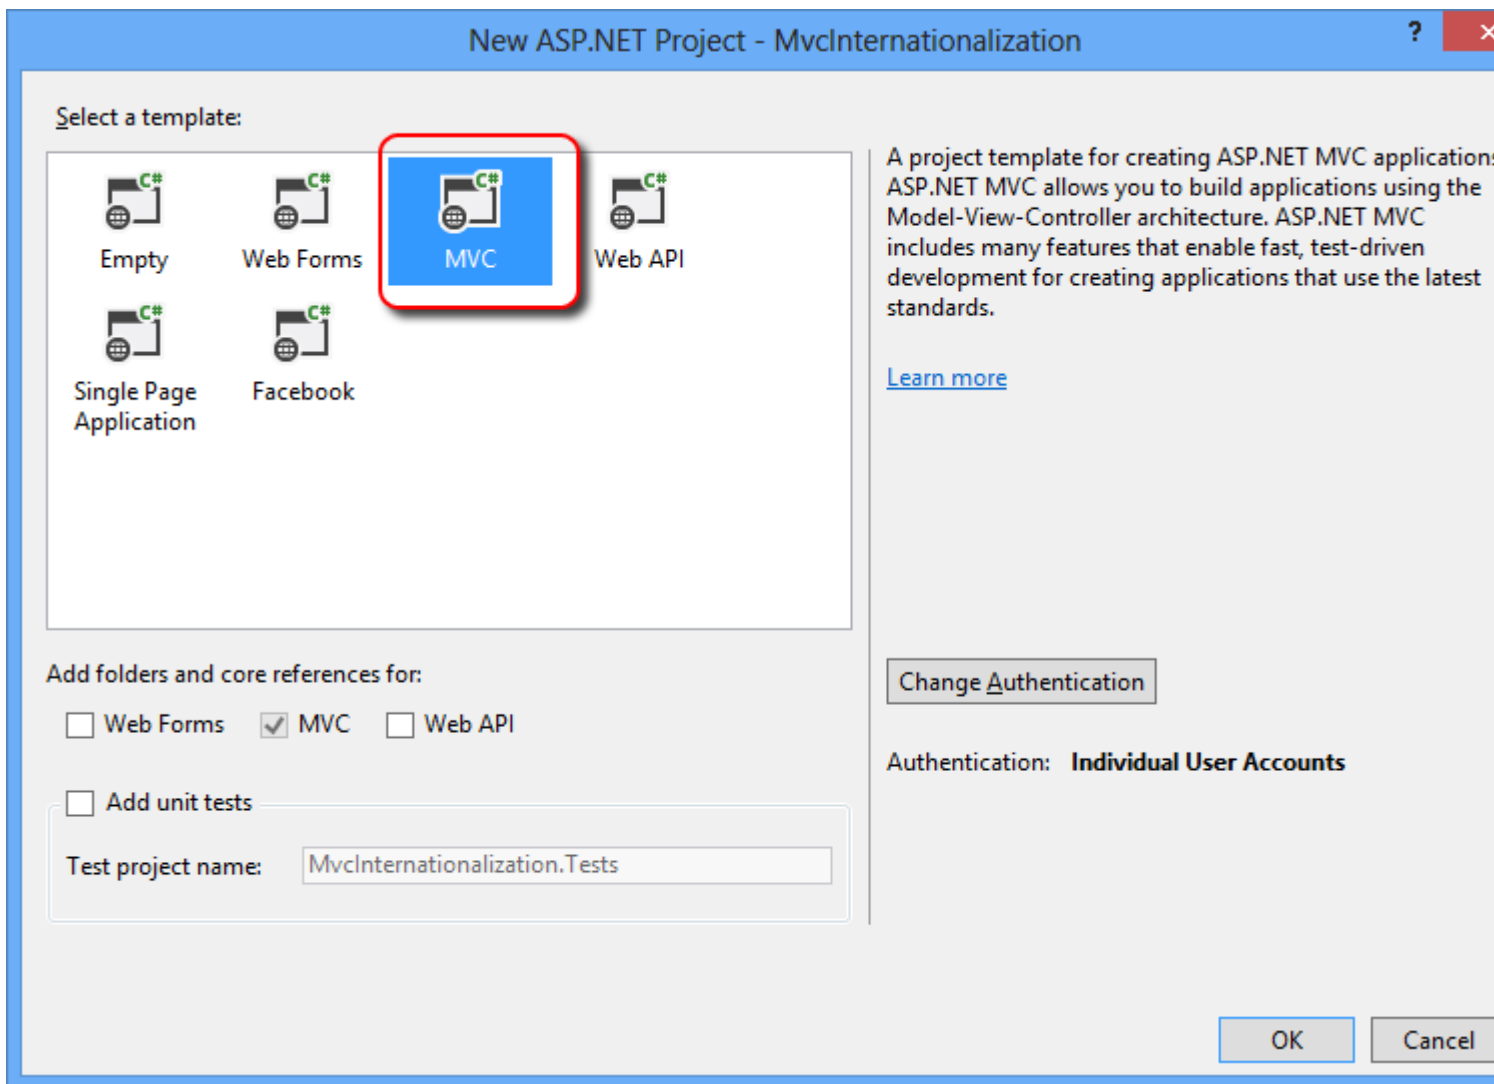 New ASP.NET Project - MvcInternationalization
?
Select a template:
C#
C#
C#
C#
Empty
Web Forms
MVC
Web API
C#
C#
Single Page
Application
Facebook
A project template for creating ASP.NET MVC applications
ASP.NET MVC allows you to build applications using the
Model-View-Controller architecture. ASP.NET MVC
includes many features that enable fast, test-driven
development for creating applications that use the latest
standards.
Learn more
Add folders and core references for:
Web Forms
MVC
Web API
Add unit tests
Test project name:
MvcInternationalization.Tests
Change Authentication
Authentication: Individual User Accounts
OK
Cancel